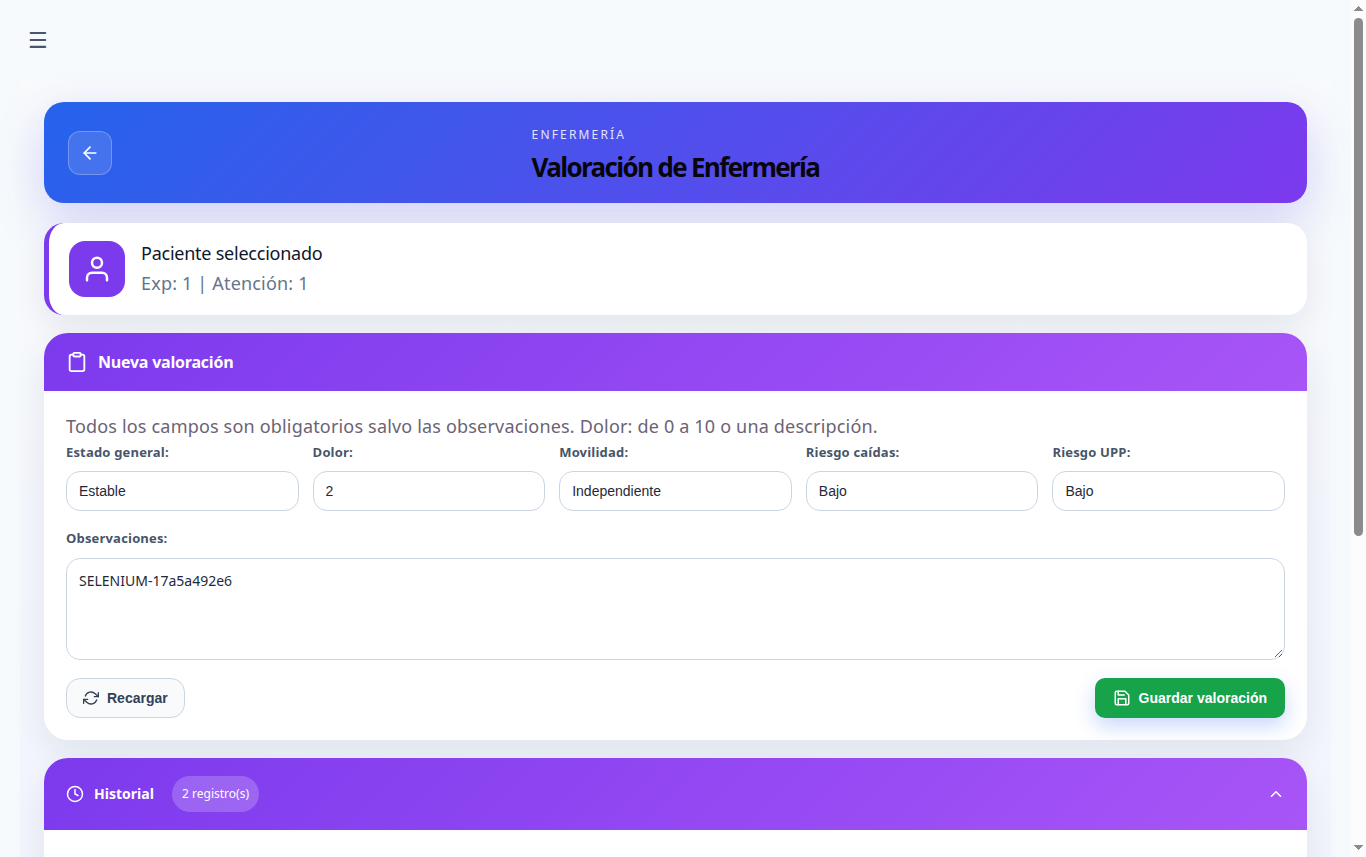 ENFERMERÍA
Valoración de Enfermería
Paciente seleccionado
Exp: 1 | Atención: 1
Nueva valoración
Todos los campos son obligatorios salvo las observaciones. Dolor: de 0 a 10 o una descripción.
Estado general: Dolor: Movilidad: Riesgo caídas: Riesgo UPP:
Estable 2 Independiente Bajo Bajo
Observaciones:
SELENIUM-17a5a492e6
Recargar Guardar valoración
Historial 2 registro(s)